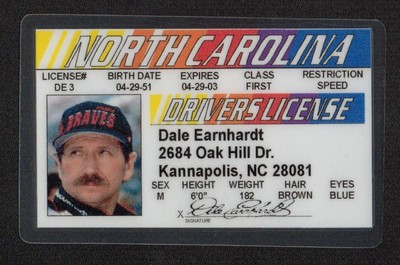 NORTH CAROLINA
LICENSE# BIRTH DATE EXPIRES CLASS RESTRICTION
DE 3 04-29-51 04-29-03 FIRST SPEED
DRIVERS LICENSE
BRAVES
Dale Earnhardt
2684 Oak Hill Dr.
Kannapolis, NC 28081
SEX HEIGHT WEIGHT HAIR EYES
M 6'0" 182 BROWN BLUE
X Dale Earnhardt
SIGNATURE